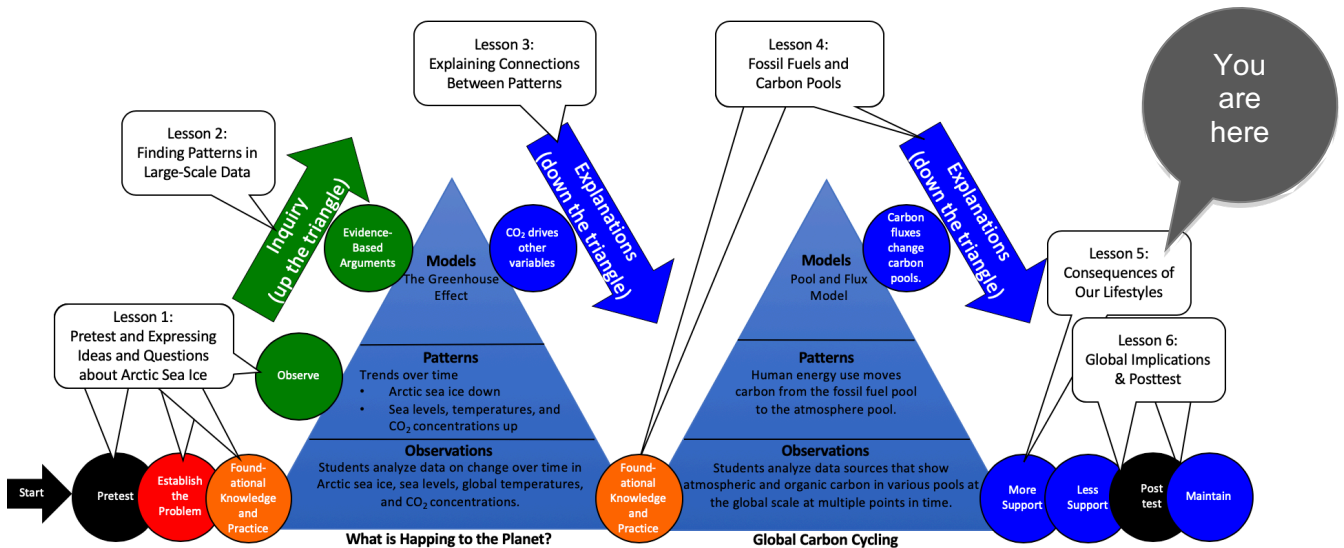 You
are
here
Lesson 3:
Explaining Connections
Between Patterns
Lesson 4:
Fossil Fuels and
Carbon Pools
Lesson 2:
Finding Patterns in
Large-Scale Data
Inquiry
(up the triangle)
Evidence-
Based
Arguments
CO₂ drives
other
variables
Explanations
(down the triangle)
Carbon
fluxes
change
carbon
pools.
Explanations
(down the triangle)
Lesson 5:
Consequences of
Our Lifestyles
Lesson 1:
Pretest and Expressing
Ideas and Questions
about Arctic Sea Ice
Observe
Models
The Greenhouse
Effect
Patterns
Trends over time
• Arctic sea ice down
• Sea levels, temperatures, and
CO₂ concentrations up
Observations
Students analyze data on change over time in
Arctic sea ice, sea levels, global temperatures,
and CO₂ concentrations.
Models
Pool and Flux
Model
Patterns
Human energy use moves
carbon from the fossil fuel pool
to the atmosphere pool.
Observations
Students analyze data sources that show
atmospheric and organic carbon in various pools at
the global scale at multiple points in time.
Lesson 6:
Global Implications
& Posttest
Start
Pretest
Establish
the
Problem
Found-
ational
Knowledge
and
Practice
Found-
ational
Knowledge
and
Practice
More
Support
Less
Support
Post
test
Maintain
What is Happing to the Planet?
Global Carbon Cycling